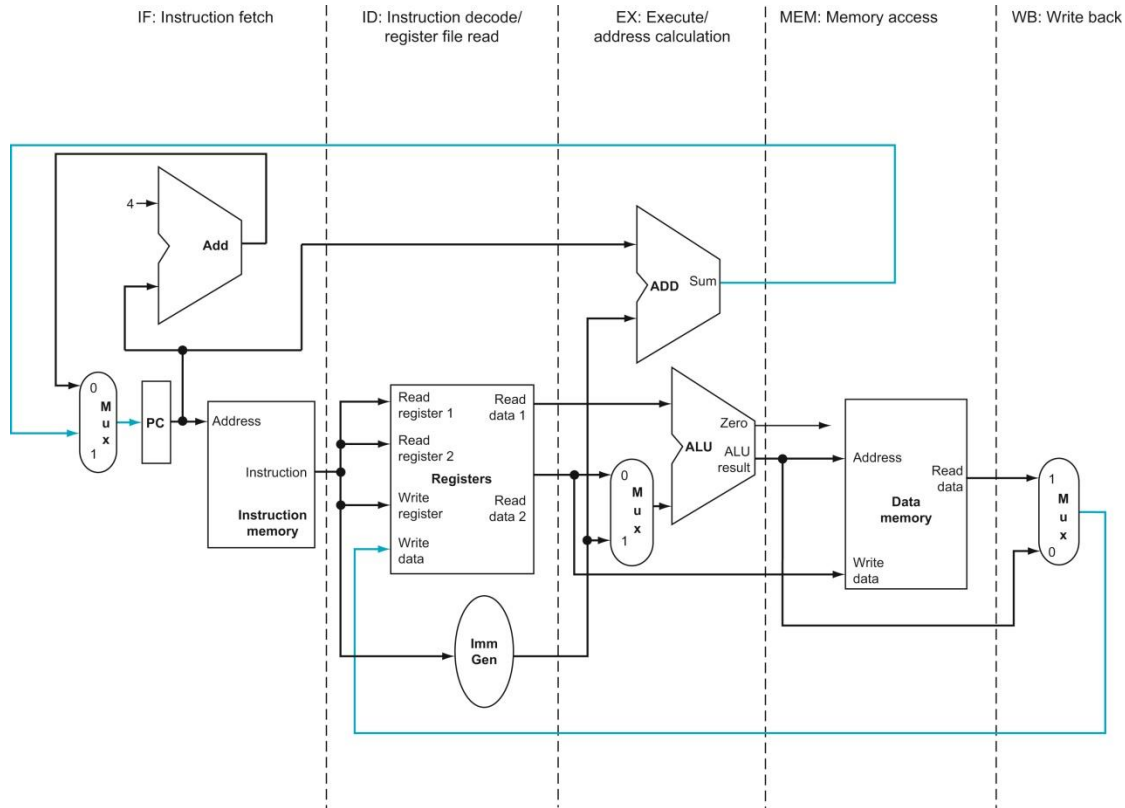 IF: Instruction fetch
ID: Instruction decode/
register file read
EX: Execute/
address calculation
MEM: Memory access
WB: Write back
4
Add
ADD
Sum
0
M
u
x
1
PC
Address
Instruction
Instruction
memory
Read
register 1
Read
register 2
Write
register
Write
data
Registers
Read
data 1
Read
data 2
Imm
Gen
0
M
u
x
1
ALU
Zero
ALU
result
Address
Write
data
Data
memory
Read
data
1
M
u
x
0